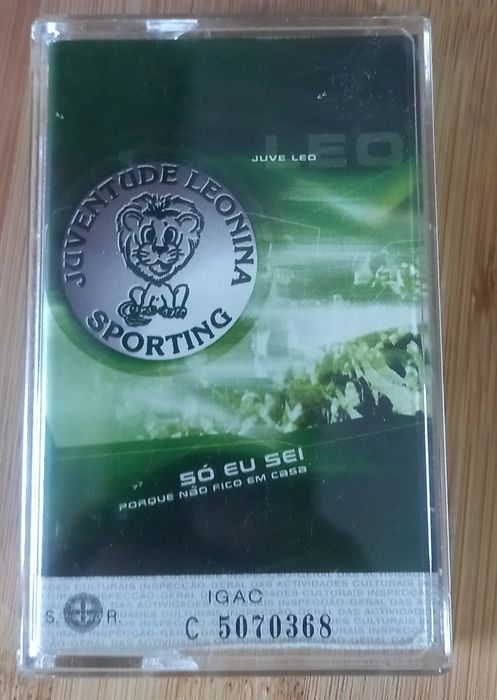 LEO
JUVE LEO
JUVENTUDE LEONINA
SPORTING
SÓ EU SEI
PORQUE NÃO FICO EM CASA
ADES CULTURAIS INSPECÇÃO-GERAL DAS ACTIVIDADES CULTURAIS
IGAC
S. R.
C 5070368